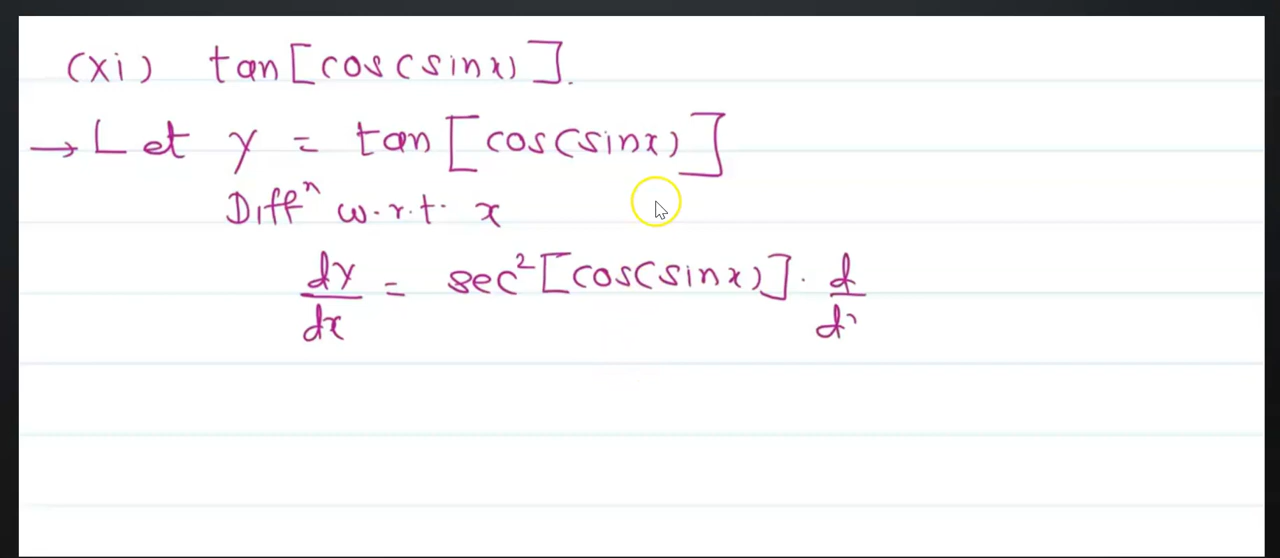 (xi) tan[cos(sinx)].
→ Let y = tan[cos(sinx)]
Diffⁿ w.r.t. x
dy/dx = sec²[cos(sinx)] · d/d